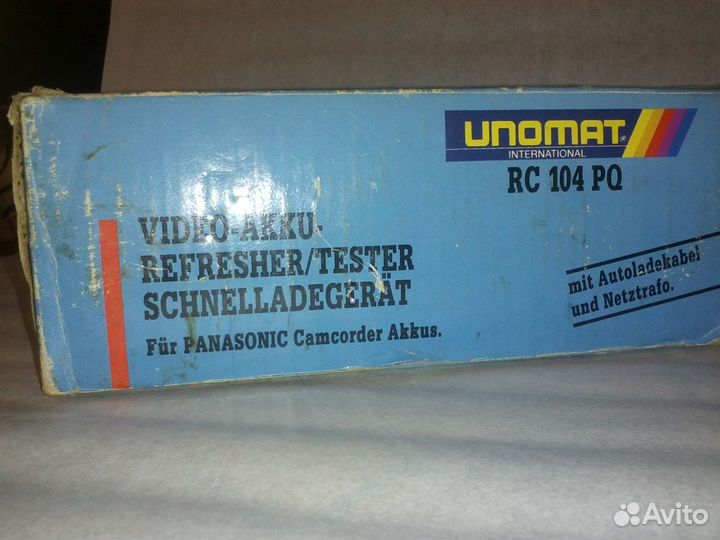 UNOMAT®
INTERNATIONAL
RC 104 PQ
VIDEO-AKKU-
REFRESHER/TESTER
SCHNELLADEGERÄT
Für PANASONIC Camcorder Akkus.
mit Autoladekabel
und Netztrafo.
Avito